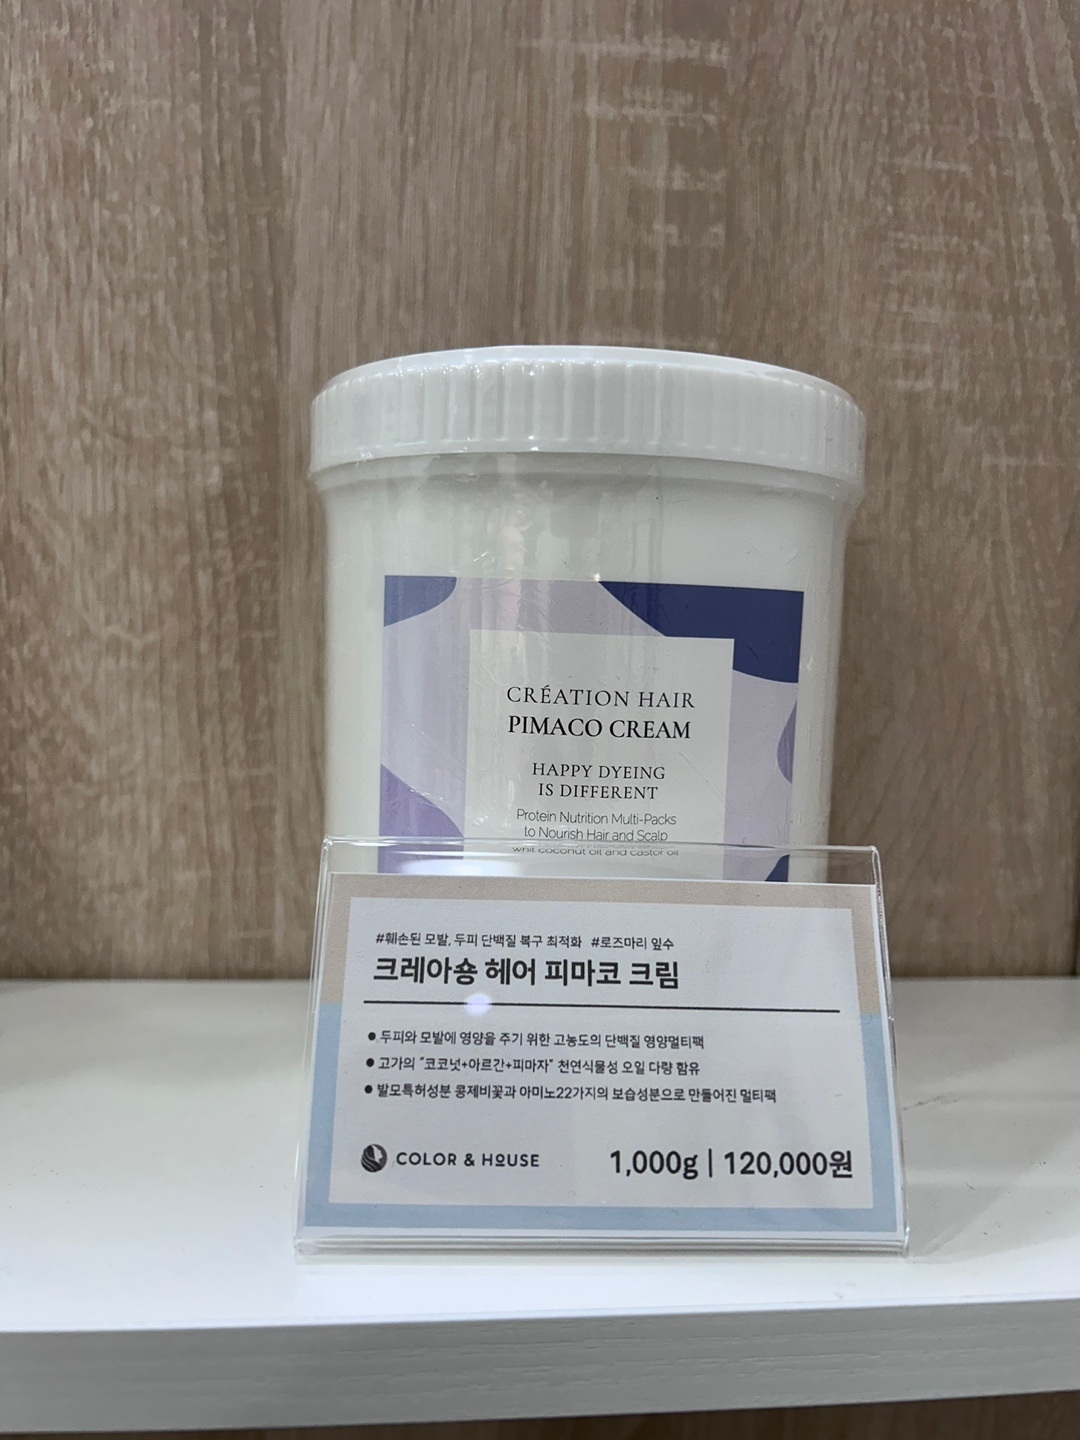 CRÉATION HAIR
PIMACO CREAM
HAPPY DYEING
IS DIFFERENT
Protein Nutrition Multi-Packs
to Nourish Hair and Scalp
whit coconut oil and castor oil
#훼손된 모발, 두피 단백질 복구 최적화 #로즈마리 잎수
크레아숑 헤어 피마코 크림
● 두피와 모발에 영양을 주기 위한 고농도의 단백질 영양멀티팩
● 고가의 "코코넛+아르간+피마자" 천연식물성 오일 다량 함유
● 발모특허성분 콩제비꽃과 아미노22가지의 보습성분으로 만들어진 멀티팩
COLOR & HOUSE
1,000g | 120,000원